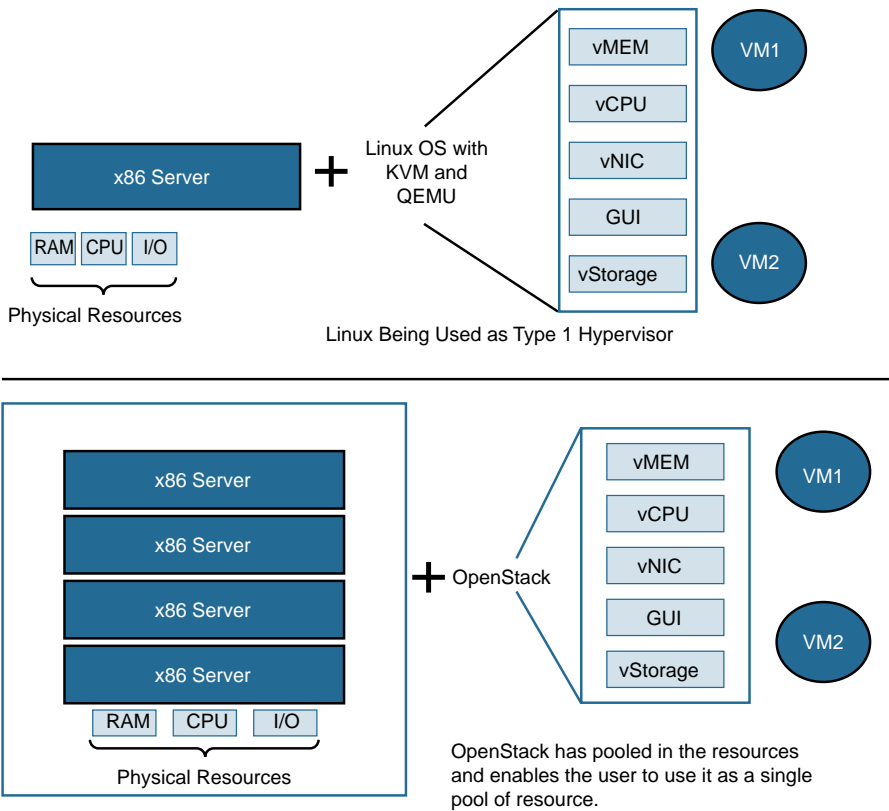 vMEM
VM1
vCPU
Linux OS with
KVM and
QEMU
x86 Server
vNIC
GUI
RAM
CPU
I/O
vStorage
VM2
Physical Resources
Linux Being Used as Type 1 Hypervisor
x86 Server
x86 Server
x86 Server
x86 Server
RAM
CPU
I/O
Physical Resources
OpenStack
vMEM
vCPU
vNIC
GUI
vStorage
VM1
VM2
OpenStack has pooled in the resources
and enables the user to use it as a single
pool of resource.